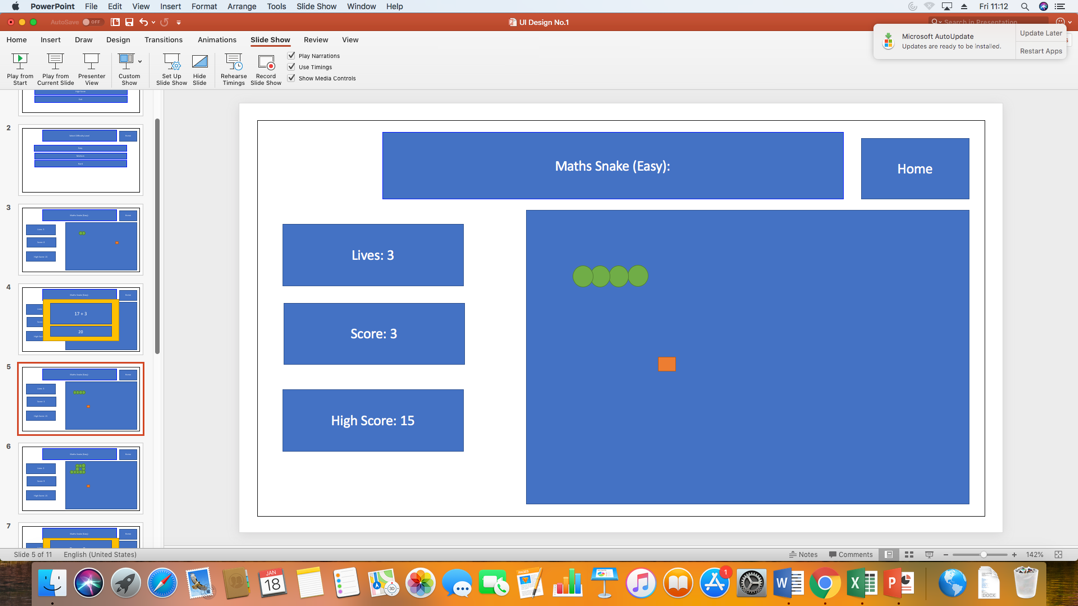 PowerPoint File Edit View Insert Format Arrange Tools Slide Show Window Help Fri 11:12
AutoSave OFF UI Design No.1 Search in Presentation
Microsoft AutoUpdate
Updates are ready to be installed.
Update Later
Restart Apps
Home Insert Draw Design Transitions Animations Slide Show Review View
Play from Start
Play from Current Slide
Presenter View
Custom Show
Set Up Slide Show
Hide Slide
Rehearse Timings
Record Slide Show
Play Narrations
Use Timings
Show Media Controls
2
3
4
17 + 3
20
5
6
7
Maths Snake (Easy):
Home
Lives: 3
Score: 3
High Score: 15
Slide 5 of 11 English (United States) Notes Comments 142%
JAN
18
1